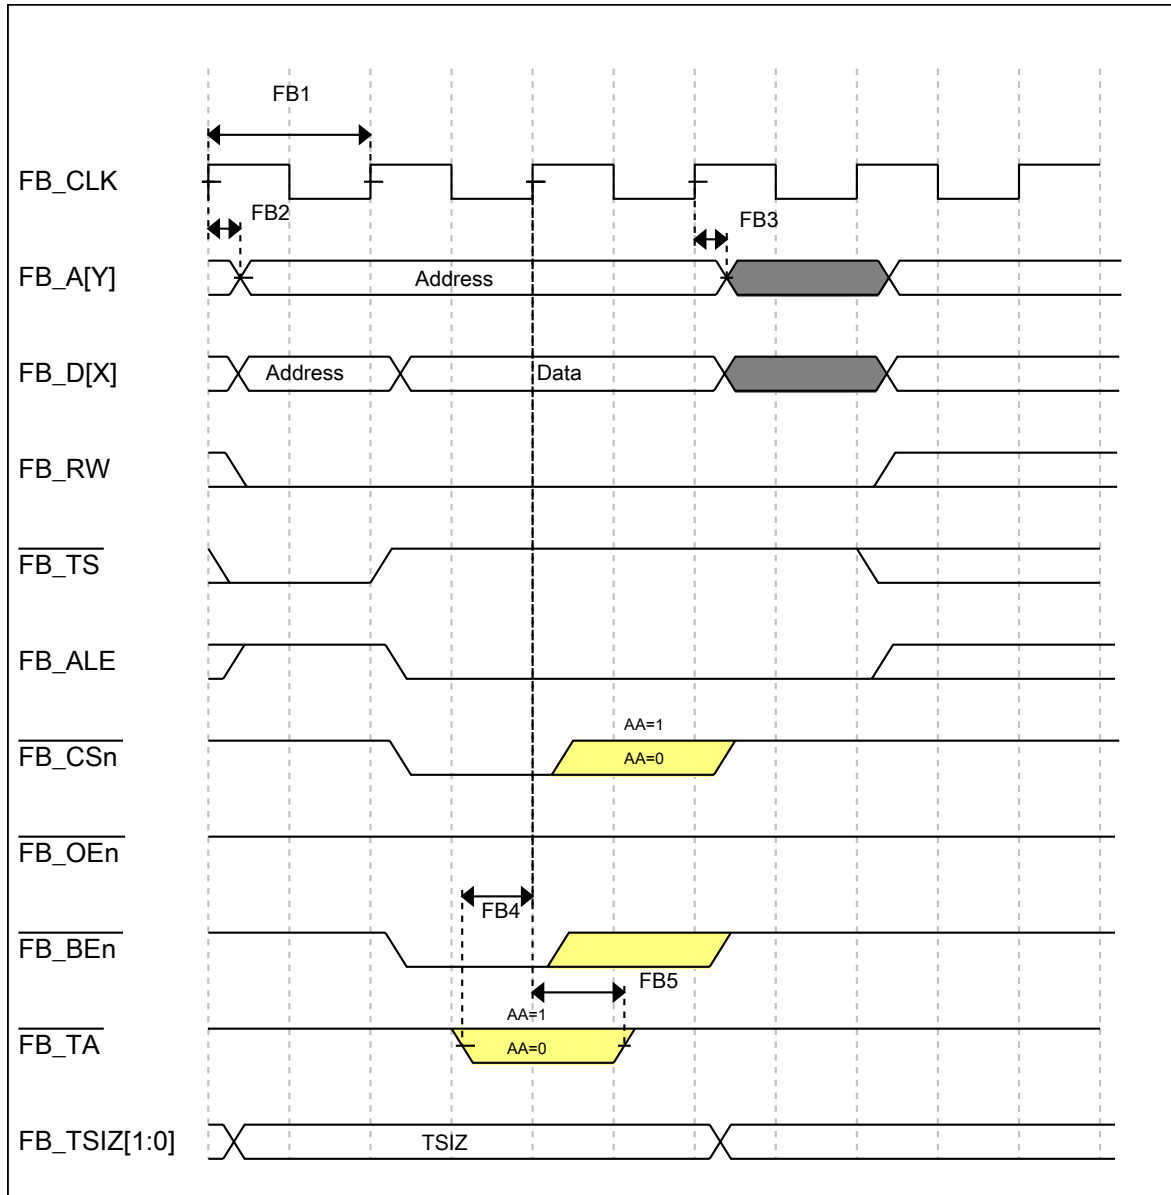 FB1
FB_CLK
FB2
FB3
FB_A[Y]
Address
FB_D[X]
Address
Data
FB_RW
FB_TS
FB_ALE
AA=1
FB_CSn
AA=0
FB_OEn
FB4
FB_BEn
FB5
AA=1
FB_TA
AA=0
FB_TSIZ[1:0]
TSIZ